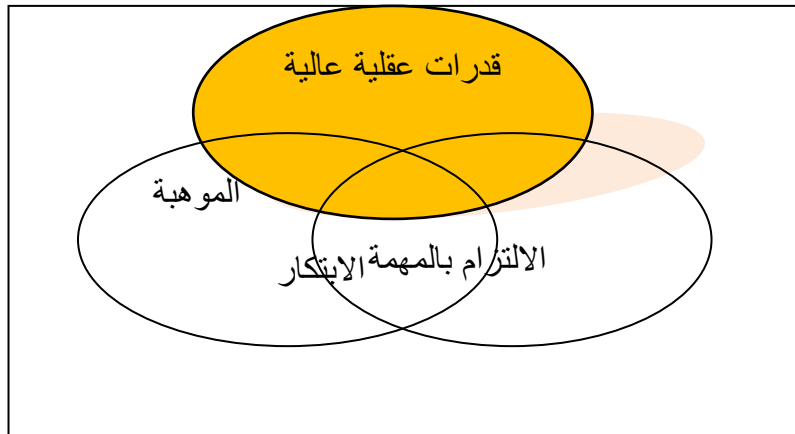 قدرات عقلية عالية
الموهبة
الالتزام بالمهمة
الابتكار